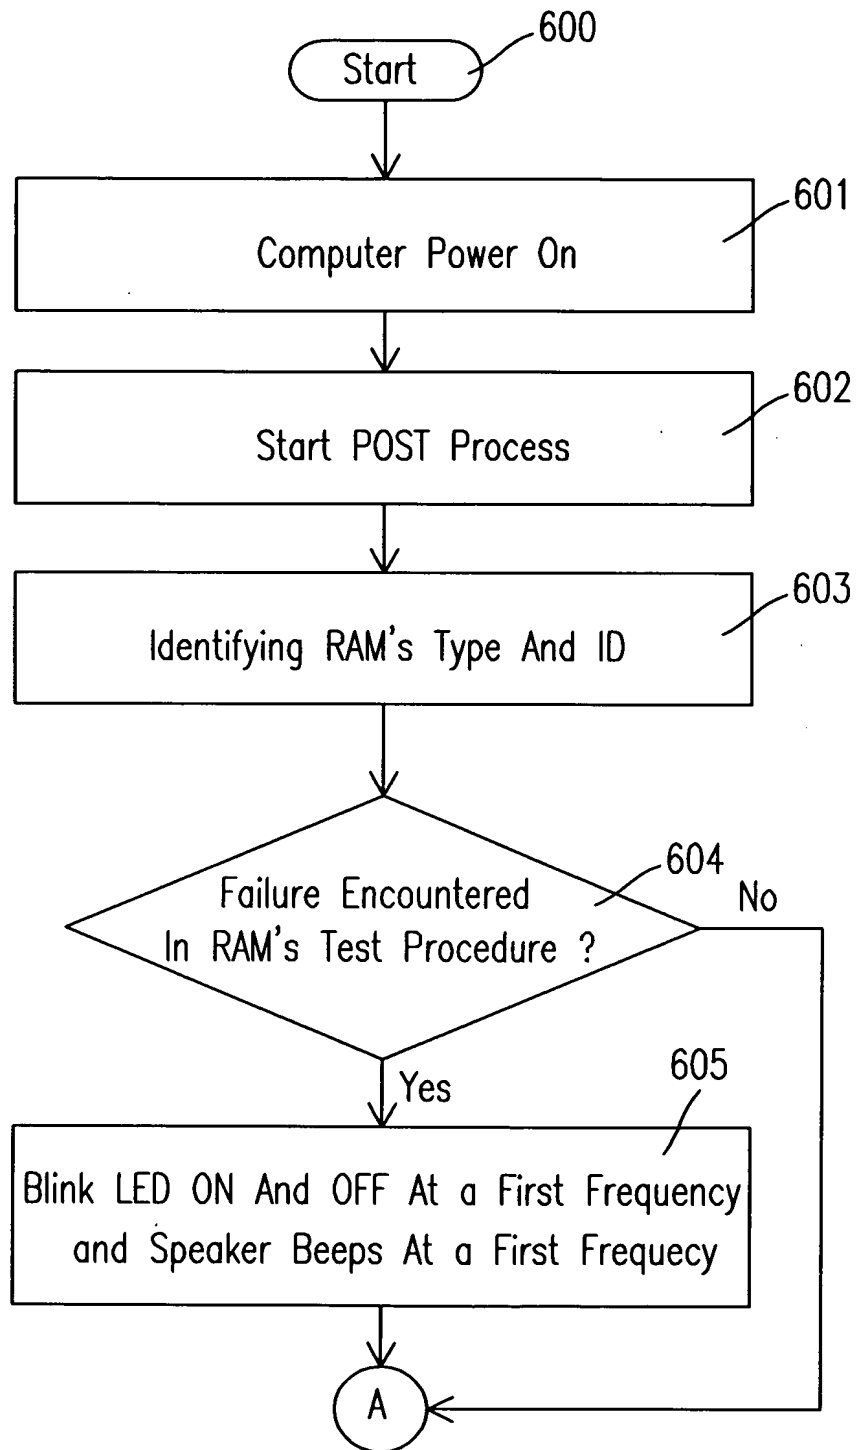 600
Start
601
Computer Power On
602
Start POST Process
603
Identifying RAM's Type And ID
604
Failure Encountered
In RAM's Test Procedure ?
No
Yes
605
Blink LED ON And OFF At a First Frequency
and Speaker Beeps At a First Frequecy
A